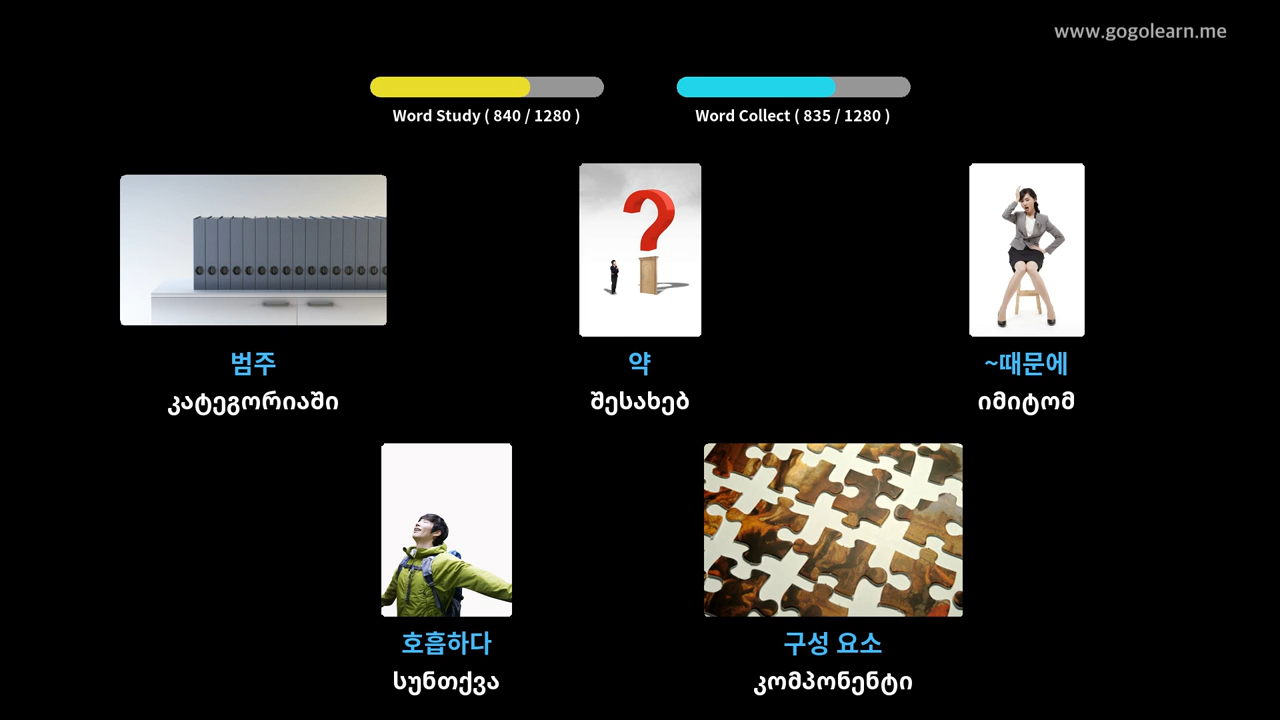 www.gogolearn.me
Word Study ( 840 / 1280 )
Word Collect ( 835 / 1280 )
범주
კატეგორიაში
약
შესახებ
~때문에
იმიტომ
호흡하다
სუნთქვა
구성 요소
კომპონენტი